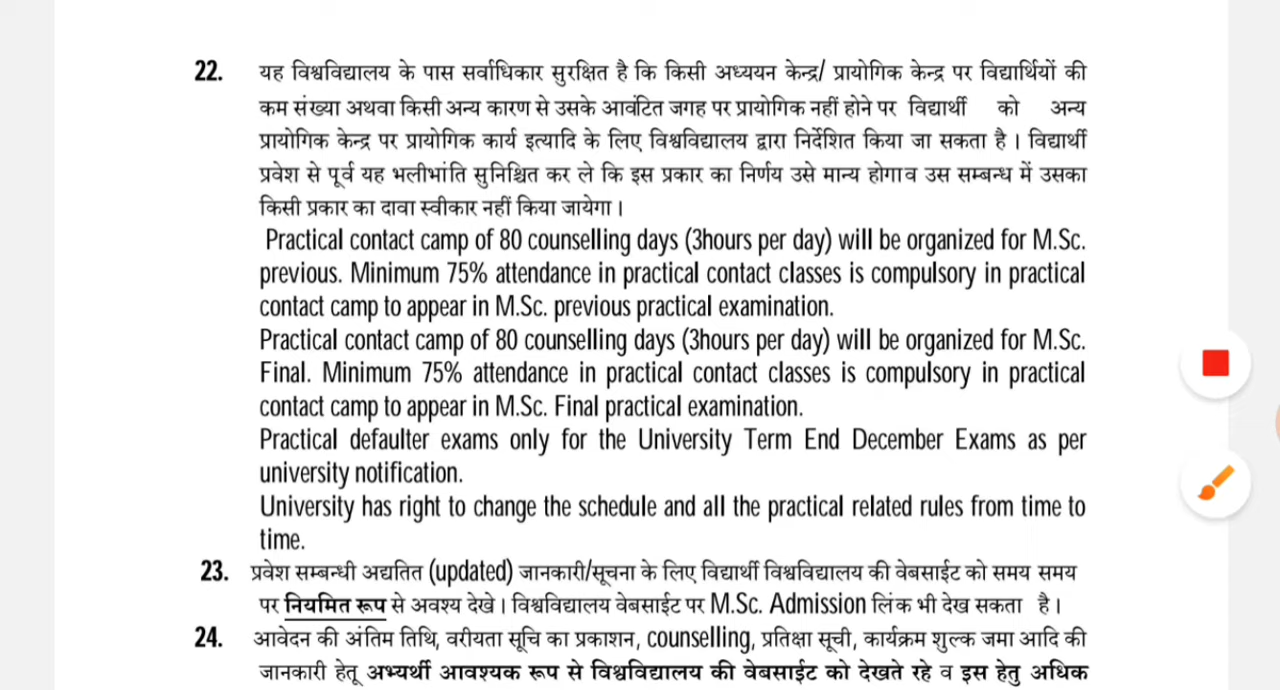 22. यह विश्वविद्यालय के पास सर्वाधिकार सुरक्षित है कि किसी अध्ययन केन्द्र/ प्रायोगिक केन्द्र पर विद्यार्थियों की
कम संख्या अथवा किसी अन्य कारण से उसके आवंटित जगह पर प्रायोगिक नहीं होने पर विद्यार्थी को अन्य
प्रायोगिक केन्द्र पर प्रायोगिक कार्य इत्यादि के लिए विश्वविद्यालय द्वारा निर्देशित किया जा सकता है । विद्यार्थी
प्रवेश से पूर्व यह भलीभांति सुनिश्चित कर ले कि इस प्रकार का निर्णय उसे मान्य होगाव उस सम्बन्ध में उसका
किसी प्रकार का दावा स्वीकार नहीं किया जायेगा ।
Practical contact camp of 80 counselling days (3hours per day) will be organized for M.Sc.
previous. Minimum 75% attendance in practical contact classes is compulsory in practical
contact camp to appear in M.Sc. previous practical examination.
Practical contact camp of 80 counselling days (3hours per day) will be organized for M.Sc.
Final. Minimum 75% attendance in practical contact classes is compulsory in practical
contact camp to appear in M.Sc. Final practical examination.
Practical defaulter exams only for the University Term End December Exams as per
university notification.
University has right to change the schedule and all the practical related rules from time to
time.
23. प्रवेश सम्बन्धी अद्यतित (updated) जानकारी/सूचना के लिए विद्यार्थी विश्वविद्यालय की वेबसाईट को समय समय
पर नियमित रूप से अवश्य देखे । विश्वविद्यालय वेबसाईट पर M.Sc. Admission लिंक भी देख सकता है ।
24. आवेदन की अंतिम तिथि, वरीयता सूचि का प्रकाशन, counselling, प्रतिक्षा सूची, कार्यक्रम शुल्क जमा आदि की
जानकारी हेतू अभ्यर्थी आवश्यक रूप से विश्वविद्यालय की वेबसाईट को देखते रहे व इस हेतु अधिक